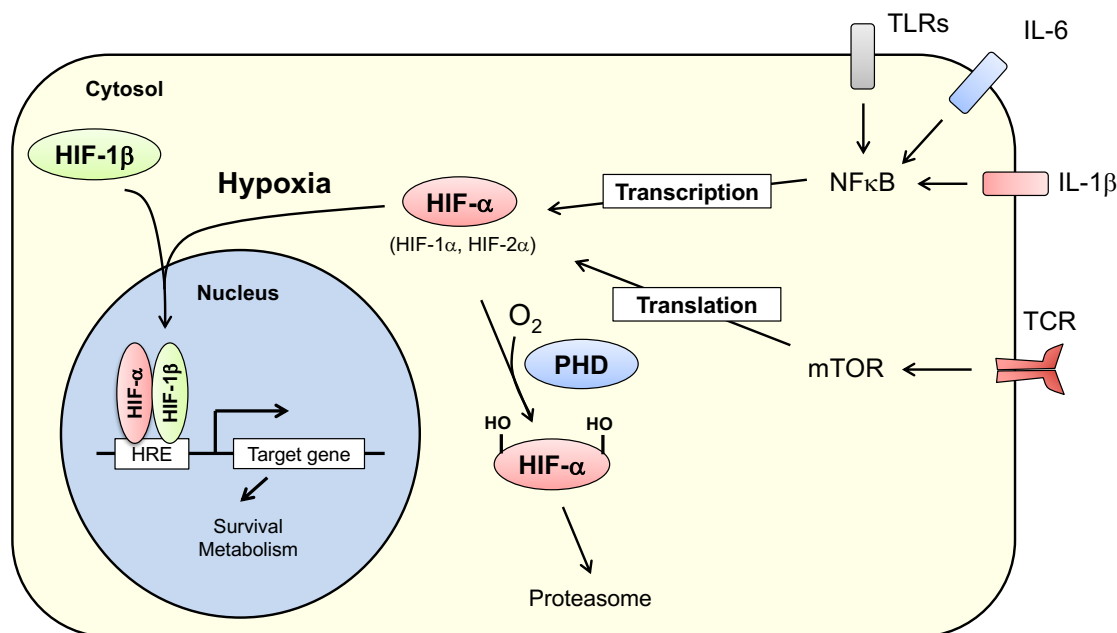 TLRs
IL-6
Cytosol
HIF-1β
Hypoxia
HIF-α
(HIF-1α, HIF-2α)
Transcription
NFκB
IL-1β
Nucleus
Translation
TCR
mTOR
O2
PHD
HIF-α
HIF-1β
HRE
Target gene
HO
HO
HIF-α
Survival
Metabolism
Proteasome